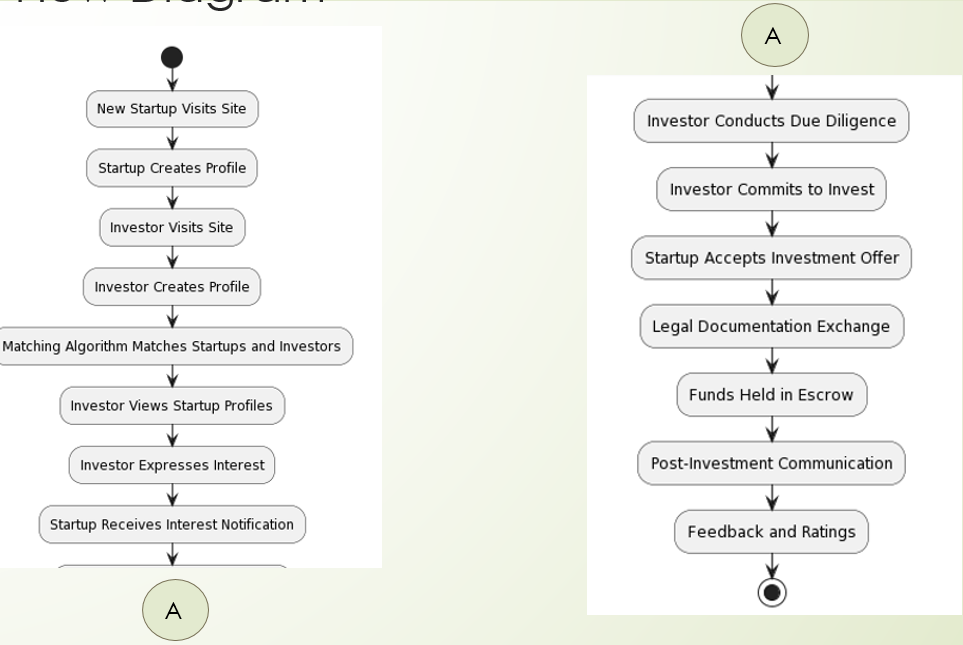 Flow Diagram
New Startup Visits Site
Startup Creates Profile
Investor Visits Site
Investor Creates Profile
Matching Algorithm Matches Startups and Investors
Investor Views Startup Profiles
Investor Expresses Interest
Startup Receives Interest Notification
A
A
Investor Conducts Due Diligence
Investor Commits to Invest
Startup Accepts Investment Offer
Legal Documentation Exchange
Funds Held in Escrow
Post-Investment Communication
Feedback and Ratings